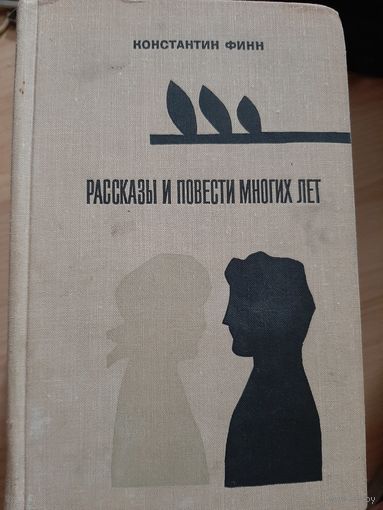 КОНСТАНТИН ФИНН
РАССКАЗЫ И ПОВЕСТИ МНОГИХ ЛЕТ